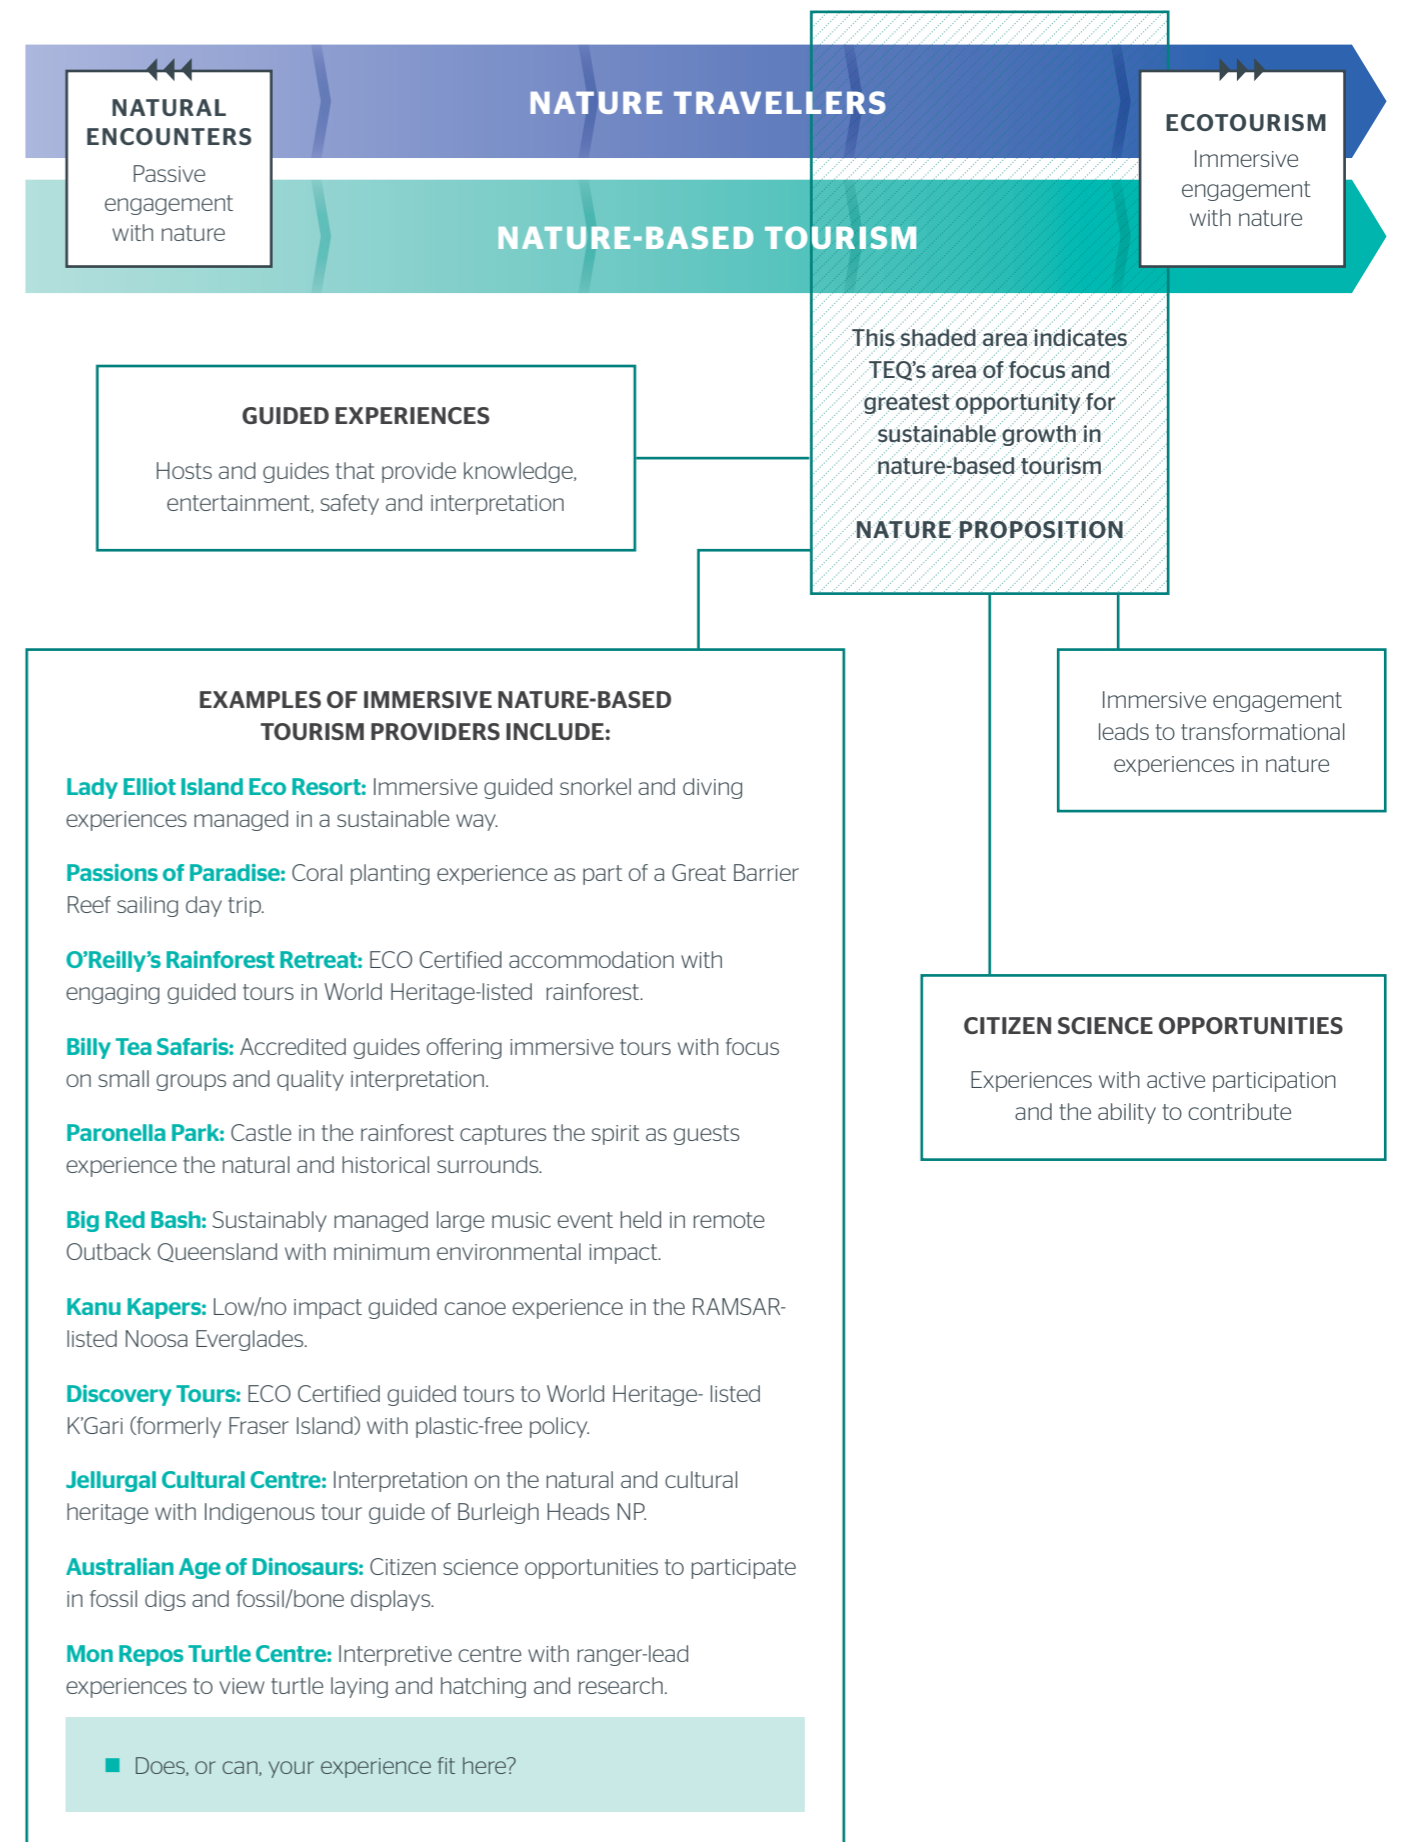 NATURE TRAVELLERS
NATURAL
ENCOUNTERS
Passive
engagement
with nature
ECOTOURISM
Immersive
engagement
with nature
NATURE-BASED TOURISM
This shaded area indicates
TEQ's area of focus and
greatest opportunity for
sustainable growth in
nature-based tourism
NATURE PROPOSITION
GUIDED EXPERIENCES
Hosts and guides that provide knowledge,
entertainment, safety and interpretation
EXAMPLES OF IMMERSIVE NATURE-BASED
TOURISM PROVIDERS INCLUDE:
Lady Elliot Island Eco Resort: Immersive guided snorkel and diving
experiences managed in a sustainable way.
Passions of Paradise: Coral planting experience as part of a Great Barrier
Reef sailing day trip.
O'Reilly's Rainforest Retreat: ECO Certified accommodation with
engaging guided tours in World Heritage-listed rainforest.
Billy Tea Safaris: Accredited guides offering immersive tours with focus
on small groups and quality interpretation.
Paronella Park: Castle in the rainforest captures the spirit as guests
experience the natural and historical surrounds.
Big Red Bash: Sustainably managed large music event held in remote
Outback Queensland with minimum environmental impact.
Kanu Kapers: Low/no impact guided canoe experience in the RAMSAR-
listed Noosa Everglades.
Discovery Tours: ECO Certified guided tours to World Heritage- listed
K'Gari (formerly Fraser Island) with plastic-free policy.
Jellurgal Cultural Centre: Interpretation on the natural and cultural
heritage with Indigenous tour guide of Burleigh Heads NP.
Australian Age of Dinosaurs: Citizen science opportunities to participate
in fossil digs and fossil/bone displays.
Mon Repos Turtle Centre: Interpretive centre with ranger-lead
experiences to view turtle laying and hatching and research.
Does, or can, your experience fit here?
Immersive engagement
leads to transformational
experiences in nature
CITIZEN SCIENCE OPPORTUNITIES
Experiences with active participation
and the ability to contribute